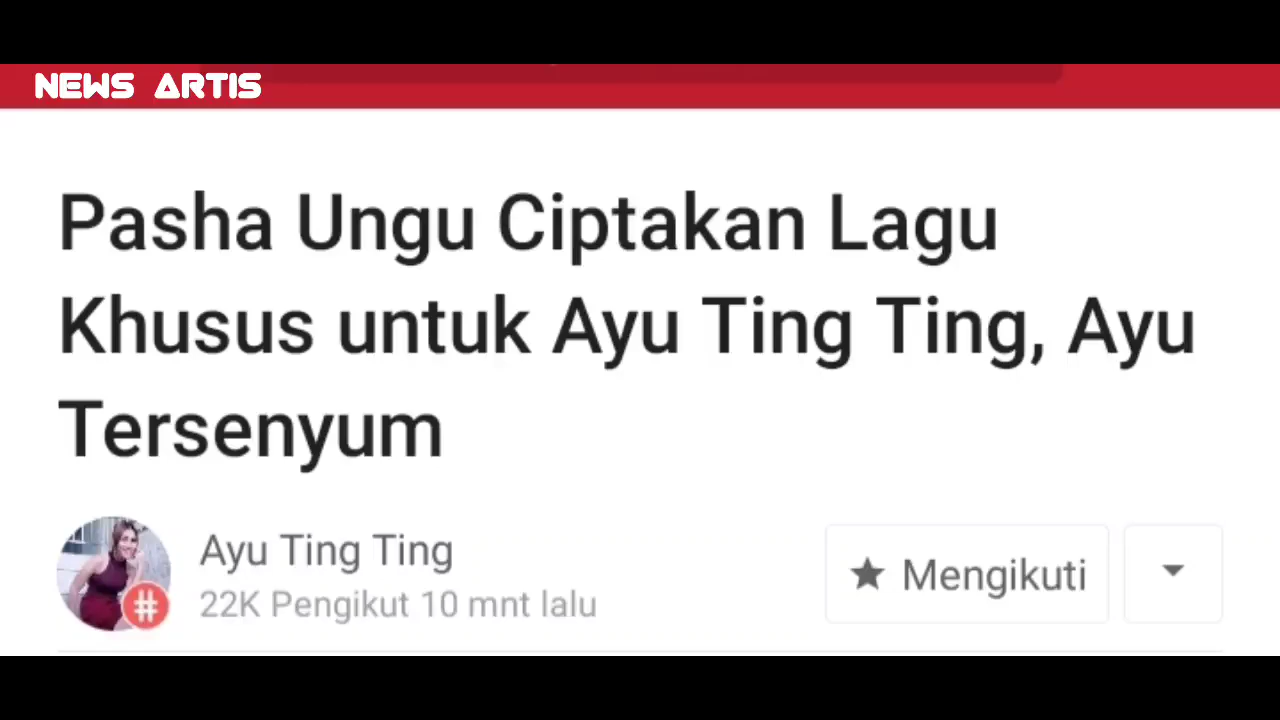 NEWS ARTIS
Pasha Ungu Ciptakan Lagu
Khusus untuk Ayu Ting Ting, Ayu
Tersenyum
Ayu Ting Ting
22K Pengikut 10 mnt lalu
#
★ Mengikuti